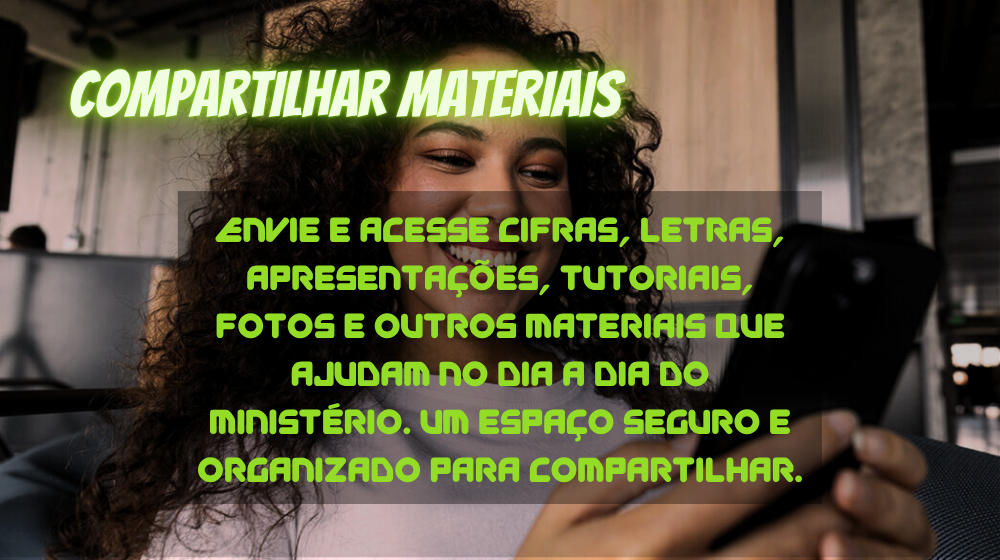 COMPARTILHAR MATERIAIS
ENVIE E ACESSE CIFRAS, LETRAS,
APRESENTAÇÕES, TUTORIAIS,
FOTOS E OUTROS MATERIAIS QUE
AJUDAM NO DIA A DIA DO
MINISTÉRIO. UM ESPAÇO SEGURO E
ORGANIZADO PARA COMPARTILHAR.